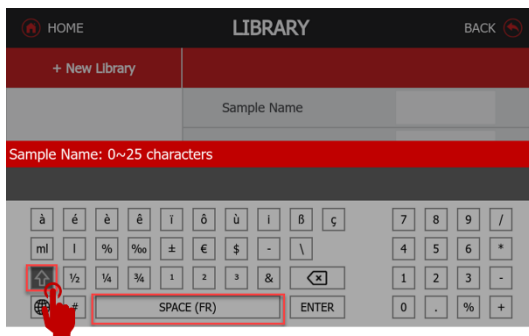 HOME LIBRARY BACK
+ New Library
Sample Name
Sample Name: 0~25 characters
à é è ê ï ô ù i ß ç 7 8 9 /
ml l % ‰ ± € $ - \ 4 5 6 *
½ ¼ ¾ ¹ ² ³ & 1 2 3 -
# SPACE (FR) ENTER 0 . % +